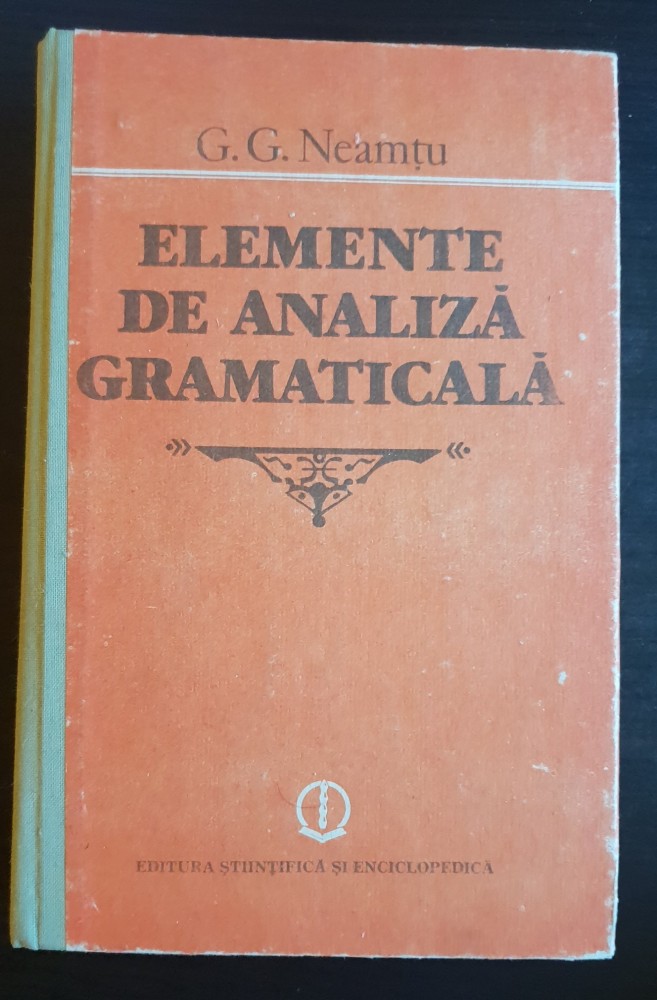 G. G. Neamțu
ELEMENTE
DE ANALIZĂ
GRAMATICALĂ
EDITURA ȘTIINȚIFICĂ ȘI ENCICLOPEDICĂ